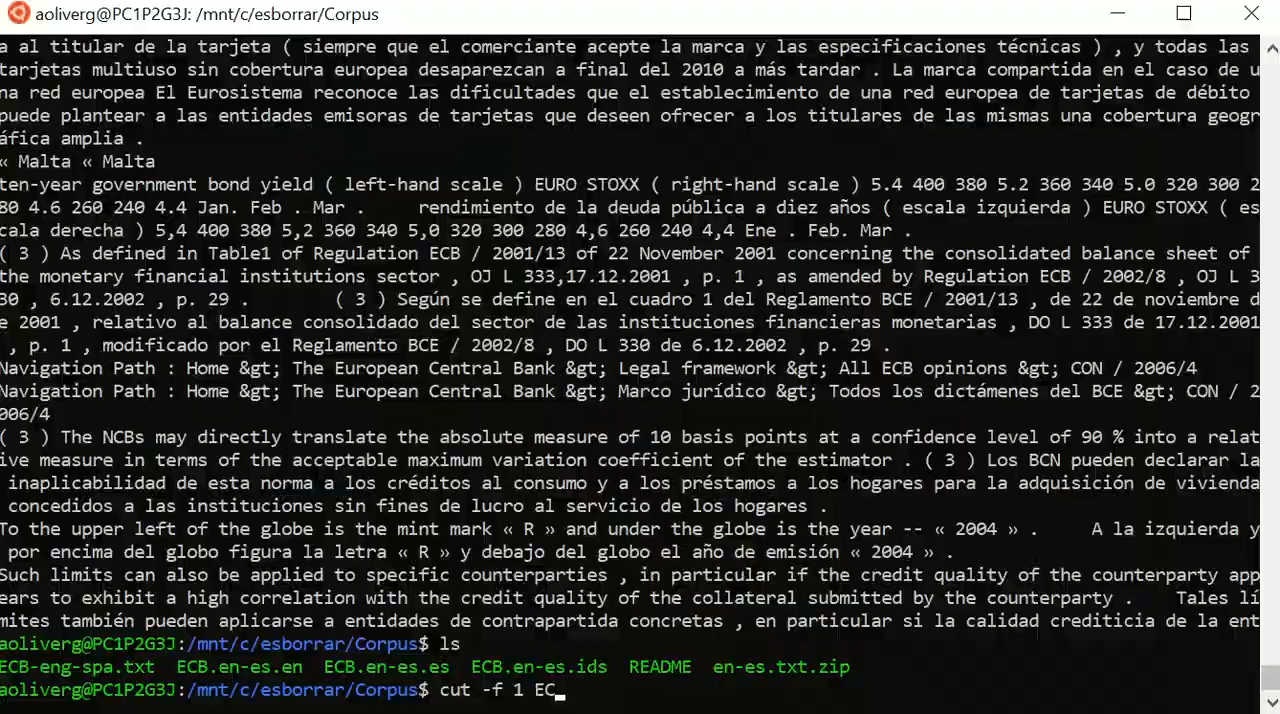 aoliverg@PC1P2G3J: /mnt/c/esborrar/Corpus
a al titular de la tarjeta ( siempre que el comerciante acepte la marca y las especificaciones técnicas ) , y todas las
tarjetas multiuso sin cobertura europea desaparezcan a final del 2010 a más tardar . La marca compartida en el caso de u
na red europea El Eurosistema reconoce las dificultades que el establecimiento de una red europea de tarjetas de débito
puede plantear a las entidades emisoras de tarjetas que deseen ofrecer a los titulares de las mismas una cobertura geogr
áfica amplia .
« Malta « Malta
ten-year government bond yield ( left-hand scale ) EURO STOXX ( right-hand scale ) 5.4 400 380 5.2 360 340 5.0 320 300 2
80 4.6 260 240 4.4 Jan. Feb . Mar .     rendimiento de la deuda pública a diez años ( escala izquierda ) EURO STOXX ( es
cala derecha ) 5,4 400 380 5,2 360 340 5,0 320 300 280 4,6 260 240 4,4 Ene . Feb. Mar .
( 3 ) As defined in Table1 of Regulation ECB / 2001/13 of 22 November 2001 concerning the consolidated balance sheet of
the monetary financial institutions sector , OJ L 333,17.12.2001 , p. 1 , as amended by Regulation ECB / 2002/8 , OJ L 3
30 , 6.12.2002 , p. 29 .        ( 3 ) Según se define en el cuadro 1 del Reglamento BCE / 2001/13 , de 22 de noviembre d
e 2001 , relativo al balance consolidado del sector de las instituciones financieras monetarias , DO L 333 de 17.12.2001
, p. 1 , modificado por el Reglamento BCE / 2002/8 , DO L 330 de 6.12.2002 , p. 29 .
Navigation Path : Home &gt; The European Central Bank &gt; Legal framework &gt; All ECB opinions &gt; CON / 2006/4
Navigation Path : Home &gt; The European Central Bank &gt; Marco jurídico &gt; Todos los dictámenes del BCE &gt; CON / 2
006/4
( 3 ) The NCBs may directly translate the absolute measure of 10 basis points at a confidence level of 90 % into a relat
ive measure in terms of the acceptable maximum variation coefficient of the estimator . ( 3 ) Los BCN pueden declarar la
inaplicabilidad de esta norma a los créditos al consumo y a los préstamos a los hogares para la adquisición de vivienda
concedidos a las instituciones sin fines de lucro al servicio de los hogares .
To the upper left of the globe is the mint mark « R » and under the globe is the year -- « 2004 » .     A la izquierda y
por encima del globo figura la letra « R » y debajo del globo el año de emisión « 2004 » .
Such limits can also be applied to specific counterparties , in particular if the credit quality of the counterparty app
ears to exhibit a high correlation with the credit quality of the collateral submitted by the counterparty .    Tales lí
mites también pueden aplicarse a entidades de contrapartida concretas , en particular si la calidad crediticia de la ent
aoliverg@PC1P2G3J:/mnt/c/esborrar/Corpus$ ls
ECB-eng-spa.txt  ECB.en-es.en  ECB.en-es.es  ECB.en-es.ids  README  en-es.txt.zip
aoliverg@PC1P2G3J:/mnt/c/esborrar/Corpus$ cut -f 1 EC